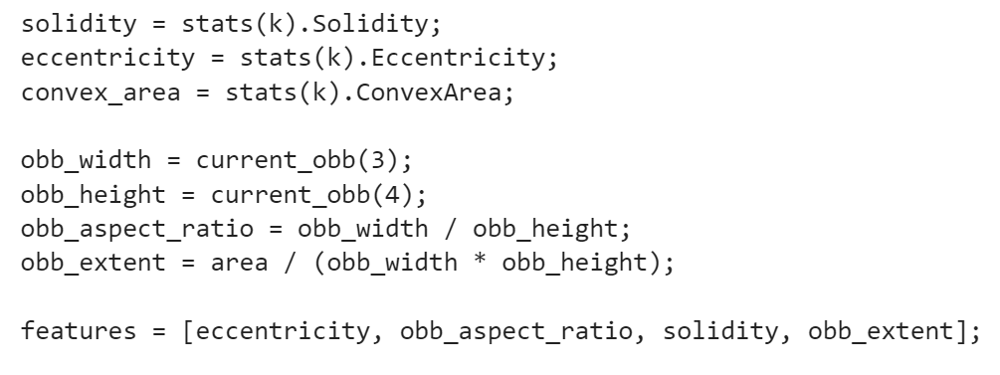 solidity = stats(k).Solidity;
eccentricity = stats(k).Eccentricity;
convex_area = stats(k).ConvexArea;
obb_width = current_obb(3);
obb_height = current_obb(4);
obb_aspect_ratio = obb_width / obb_height;
obb_extent = area / (obb_width * obb_height);
features = [eccentricity, obb_aspect_ratio, solidity, obb_extent];